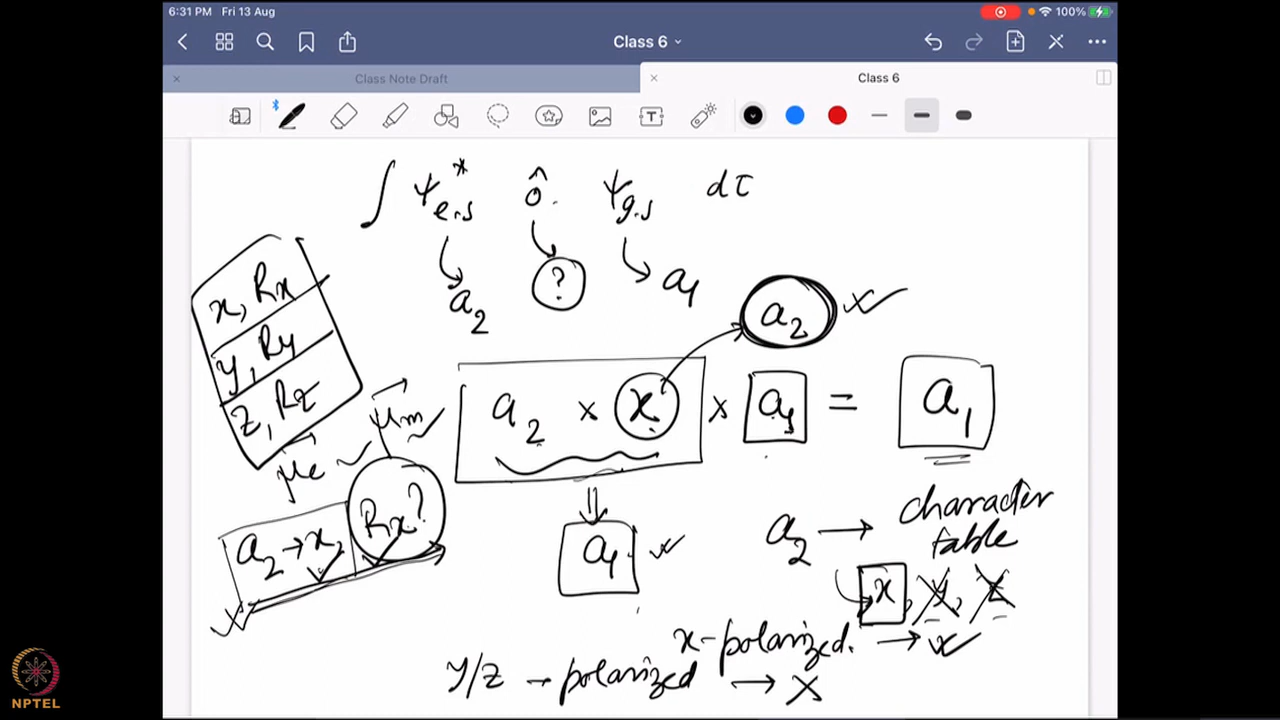 6:31 PM Fri 13 Aug
100%
Class 6
Class Note Draft
Class 6
∫ ψ*e.s ô ψg.s dτ
a2 ? a1
a2
x, Rx
y, Ry
z, Rz
a2 × x × a1 = a1
μm
μe
a2 → x, Rx?
a1
a2 → character
table
x, y, z
x-polarized. →
y/z - polarized → ×
NPTEL